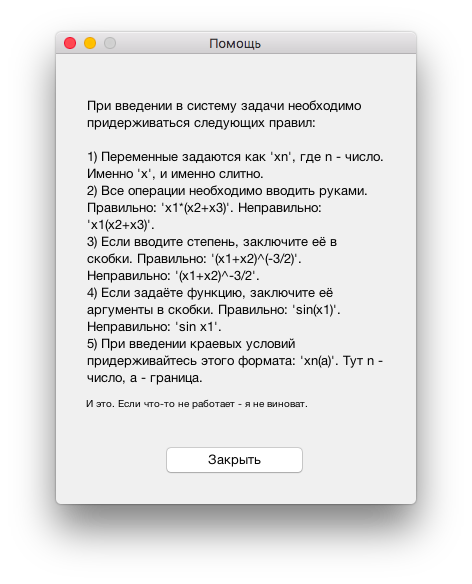 Помощь
При введении в систему задачи необходимо
придерживаться следующих правил:
1) Переменные задаются как 'xn', где n - число.
Именно 'x', и именно слитно.
2) Все операции необходимо вводить руками.
Правильно: 'x1*(x2+x3)'. Неправильно:
'x1(x2+x3)'.
3) Если вводите степень, заключите её в
скобки. Правильно: '(x1+x2)^(-3/2)'.
Неправильно: '(x1+x2)^-3/2'.
4) Если задаёте функцию, заключите её
аргументы в скобки. Правильно: 'sin(x1)'.
Неправильно: 'sin x1'.
5) При введении краевых условий
придерживайтесь этого формата: 'xn(a)'. Тут n -
число, a - граница.
И это. Если что-то не работает - я не виноват.
Закрыть